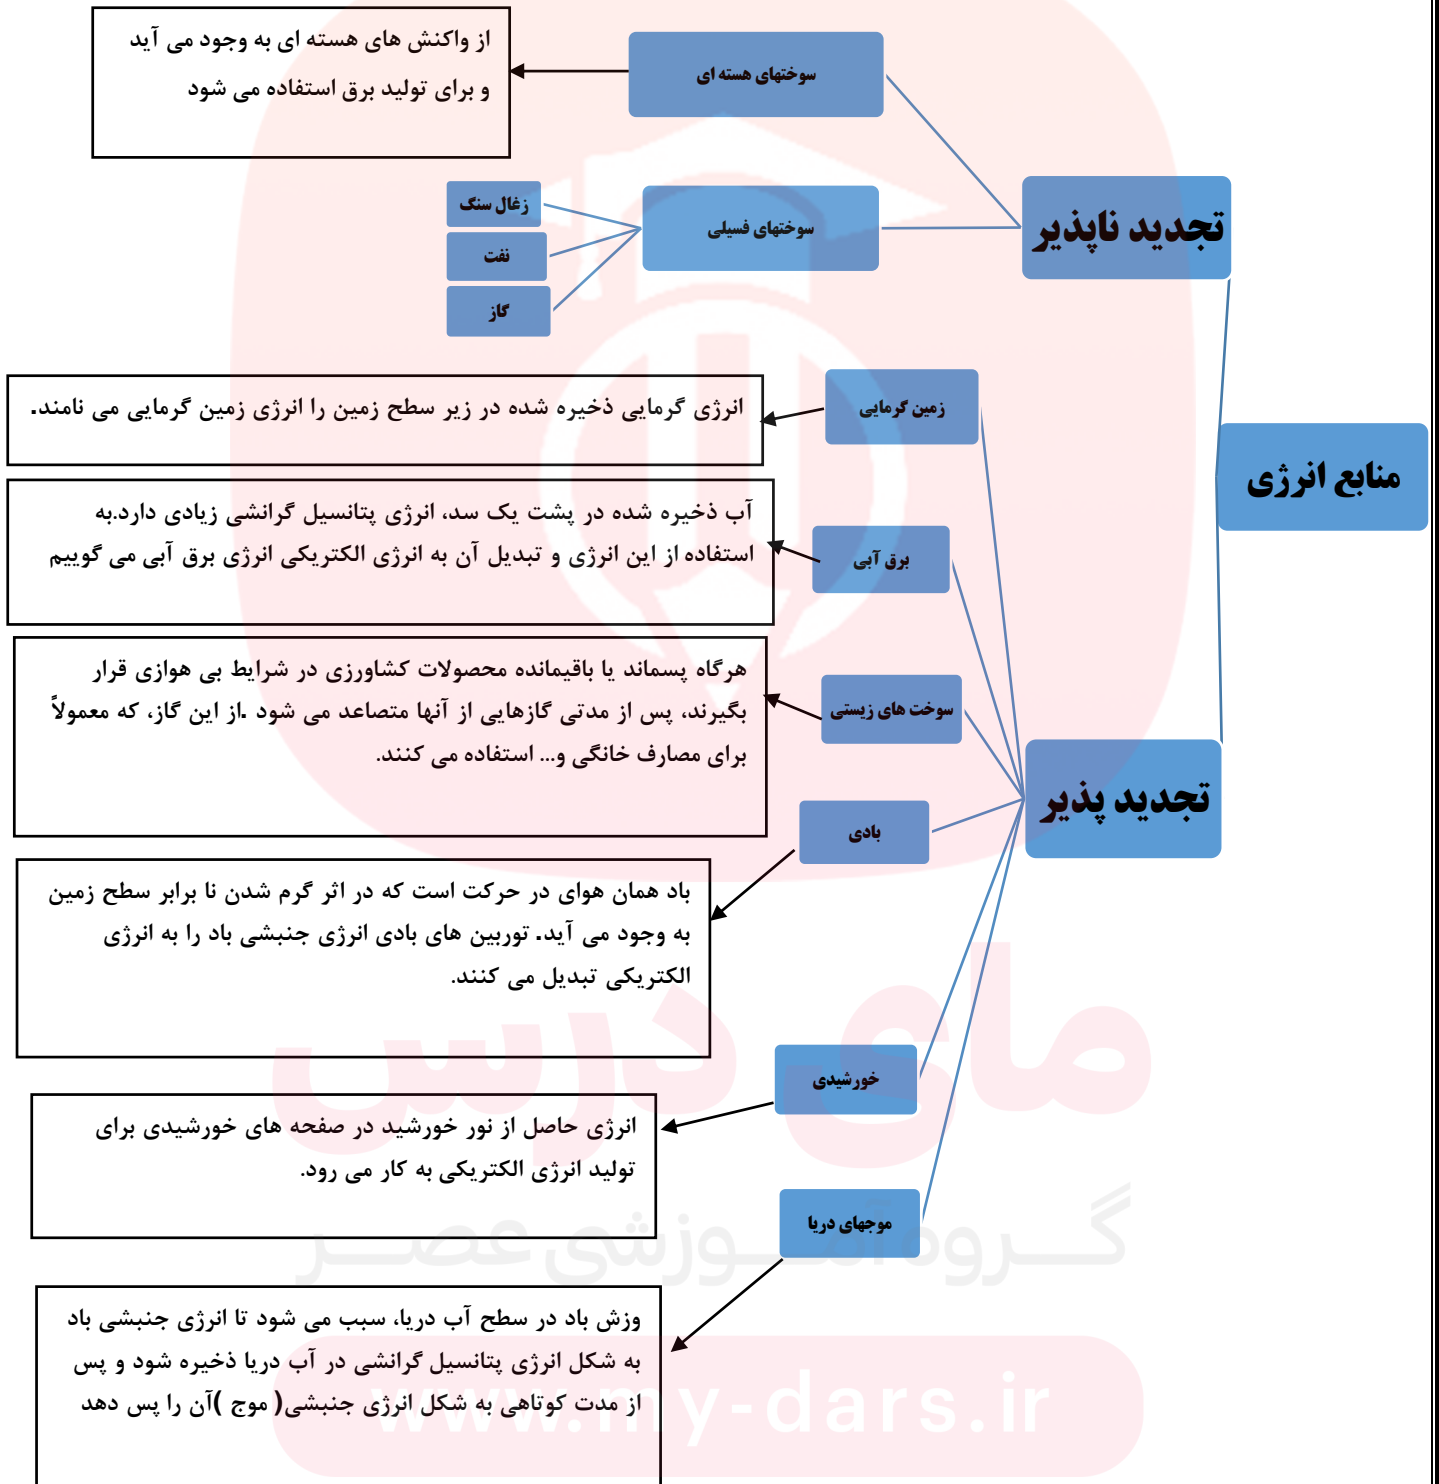 منابع انرژی
تجدید ناپذیر
سوختهای هسته ای
از واکنش های هسته ای به وجود می آید
و برای تولید برق استفاده می شود
سوختهای فسیلی
زغال سنگ
نفت
گاز
تجدید پذیر
زمین گرمایی
انرژی گرمایی ذخیره شده در زیر سطح زمین را انرژی زمین گرمایی می نامند.
برق آبی
آب ذخیره شده در پشت یک سد، انرژی پتانسیل گرانشی زیادی دارد.به
استفاده از این انرژی و تبدیل آن به انرژی الکتریکی انرژی برق آبی می گوییم
سوخت های زیستی
هرگاه پسماند یا باقیمانده محصولات کشاورزی در شرایط بی هوازی قرار
بگیرند، پس از مدتی گازهایی از آنها متصاعد می شود .از این گاز، که معمولاً
برای مصارف خانگی و... استفاده می کنند.
بادی
باد همان هوای در حرکت است که در اثر گرم شدن نا برابر سطح زمین
به وجود می آید. توربین های بادی انرژی جنبشی باد را به انرژی
الکتریکی تبدیل می کنند.
خورشیدی
انرژی حاصل از نور خورشید در صفحه های خورشیدی برای
تولید انرژی الکتریکی به کار می رود.
موجهای دریا
وزش باد در سطح آب دریا، سبب می شود تا انرژی جنبشی باد
به شکل انرژی پتانسیل گرانشی در آب دریا ذخیره شود و پس
از مدت کوتاهی به شکل انرژی جنبشی( موج )آن را پس دهد
مای درس
گروه آموزشی عصر
www.my-dars.ir